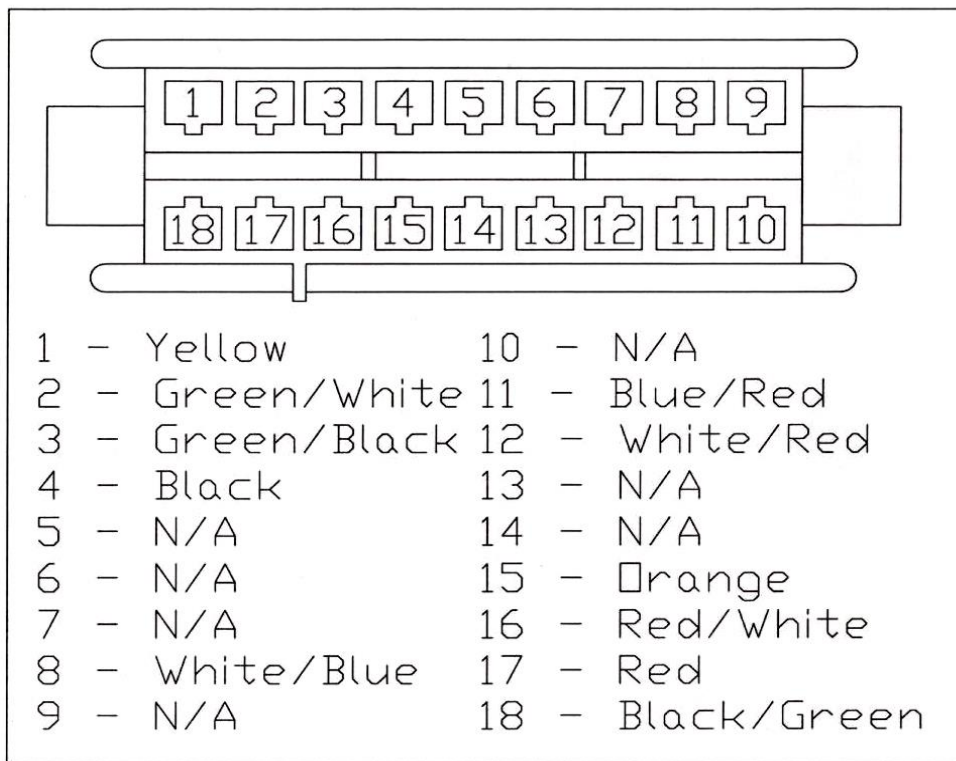 1 2 3 4 5 6 7 8 9
18 17 16 15 14 13 12 11 10
1 - Yellow
2 - Green/White
3 - Green/Black
4 - Black
5 - N/A
6 - N/A
7 - N/A
8 - White/Blue
9 - N/A
10 - N/A
11 - Blue/Red
12 - White/Red
13 - N/A
14 - N/A
15 - Orange
16 - Red/White
17 - Red
18 - Black/Green